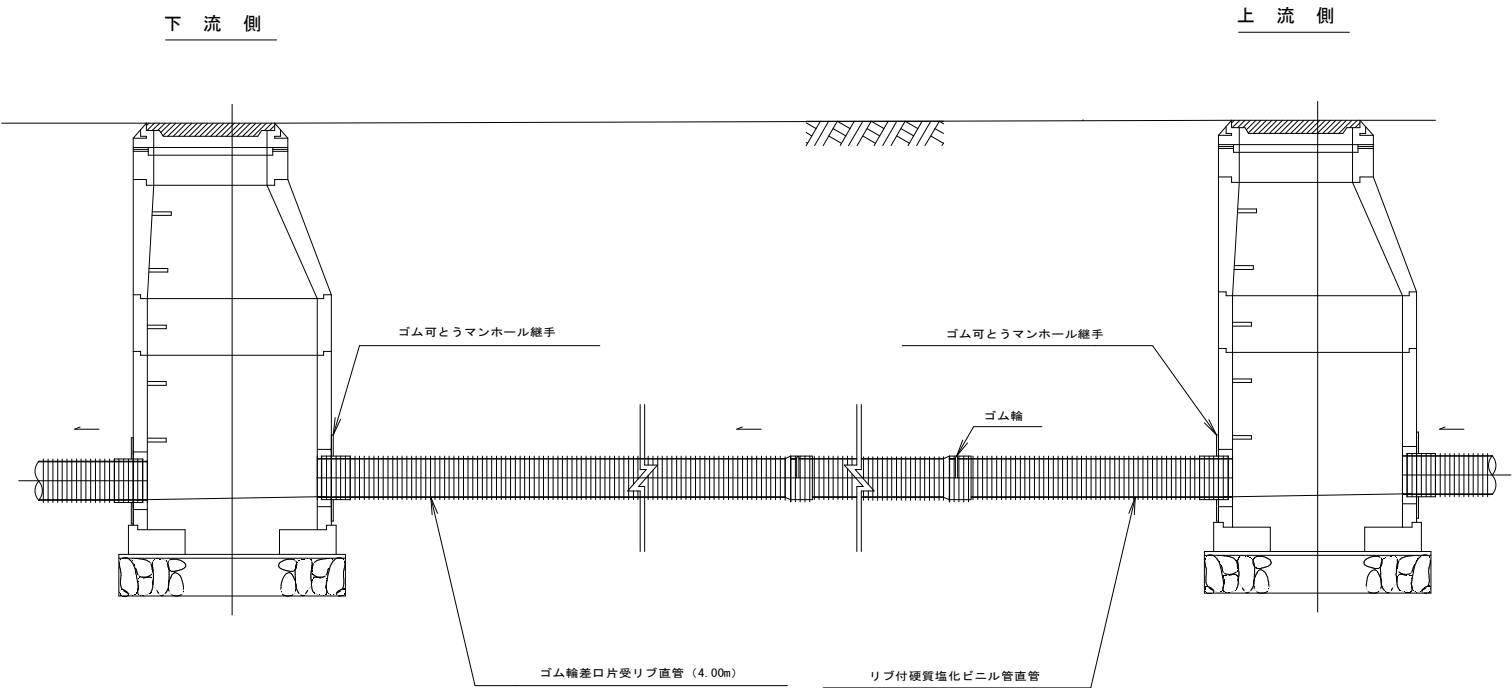 下流側
上流側
ゴム可とうマンホール継手
ゴム可とうマンホール継手
ゴム輪
ゴム輪差口片受リブ直管（4.00m）
リブ付硬質塩化ビニル管直管